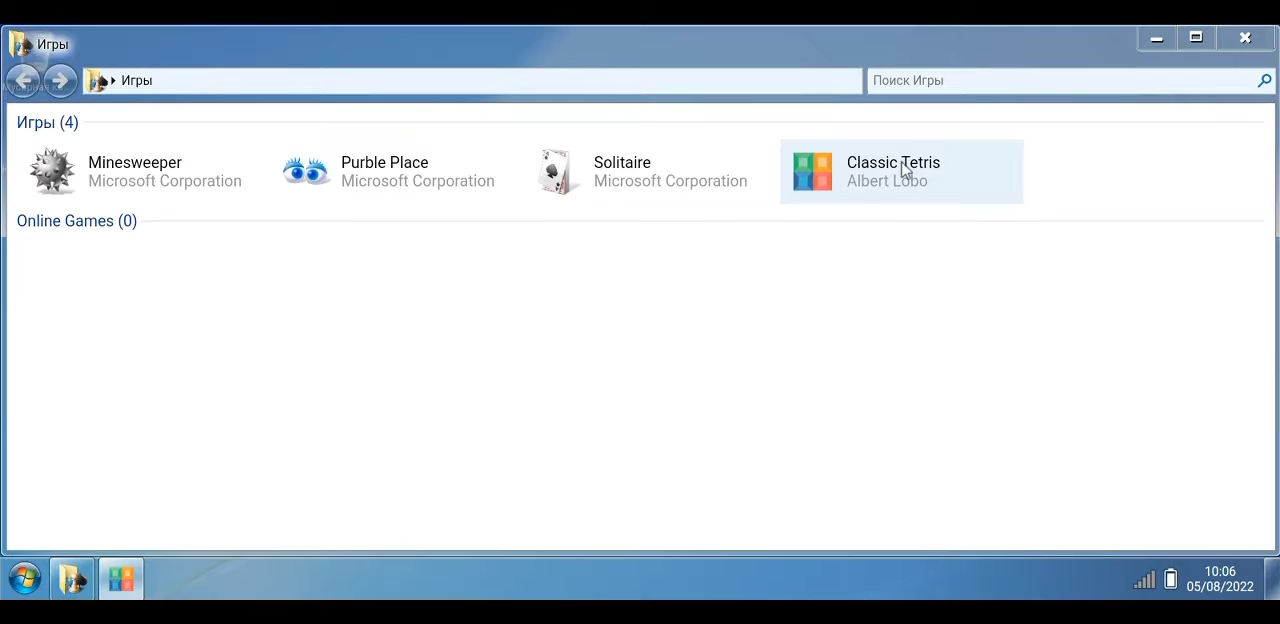 Игры
Игры
Поиск Игры
Игры (4)
Minesweeper
Microsoft Corporation
Purble Place
Microsoft Corporation
Solitaire
Microsoft Corporation
Classic Tetris
Albert Lobo
Online Games (0)
10:06
05/08/2022